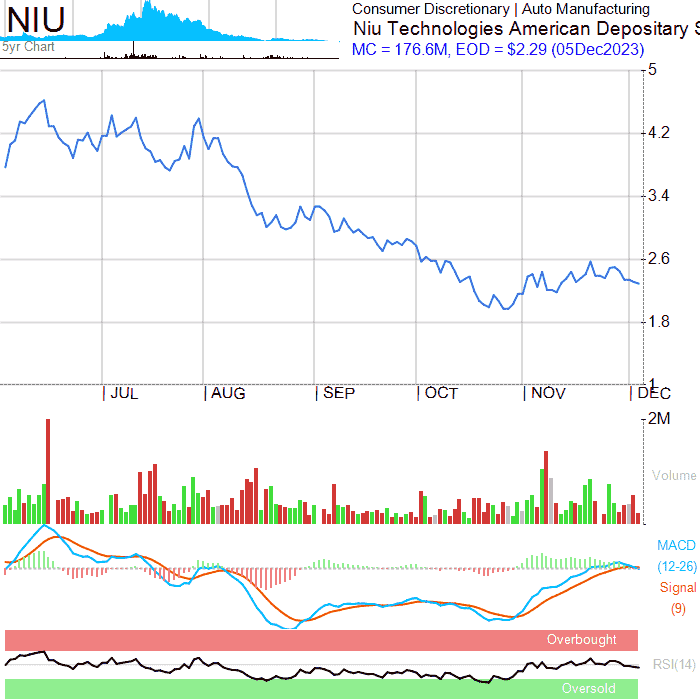 NIU
5yr Chart
Consumer Discretionary | Auto Manufacturing
Niu Technologies American Depositary S
MC = 176.6M, EOD = $2.29 (05Dec2023)
5
4.2
3.4
2.6
1.8
1
| JUL | AUG | SEP | OCT | NOV | DEC
2M
Volume
MACD
(12-26)
Signal
(9)
Overbought
RSI(14)
Oversold